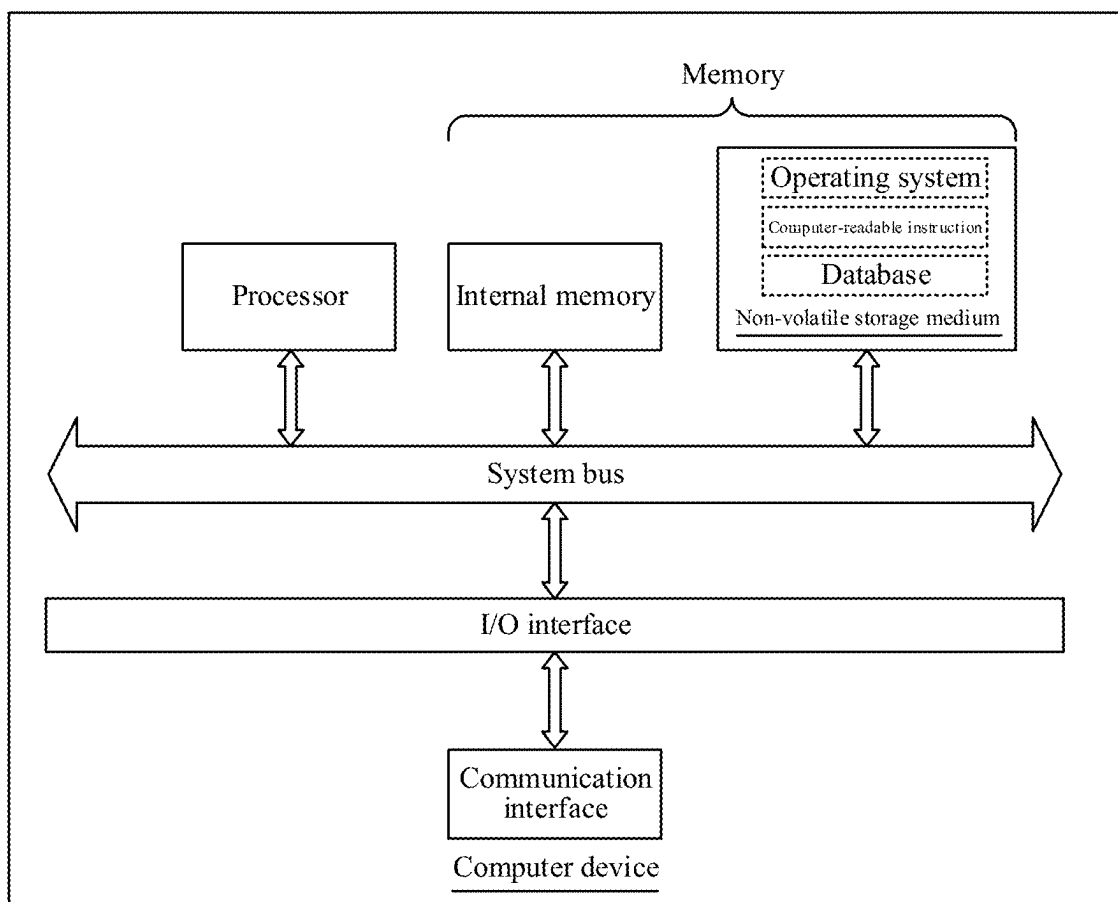 Memory
Operating system
Computer-readable instruction
Database
Non-volatile storage medium
Processor
Internal memory
System bus
I/O interface
Communication
interface
Computer device